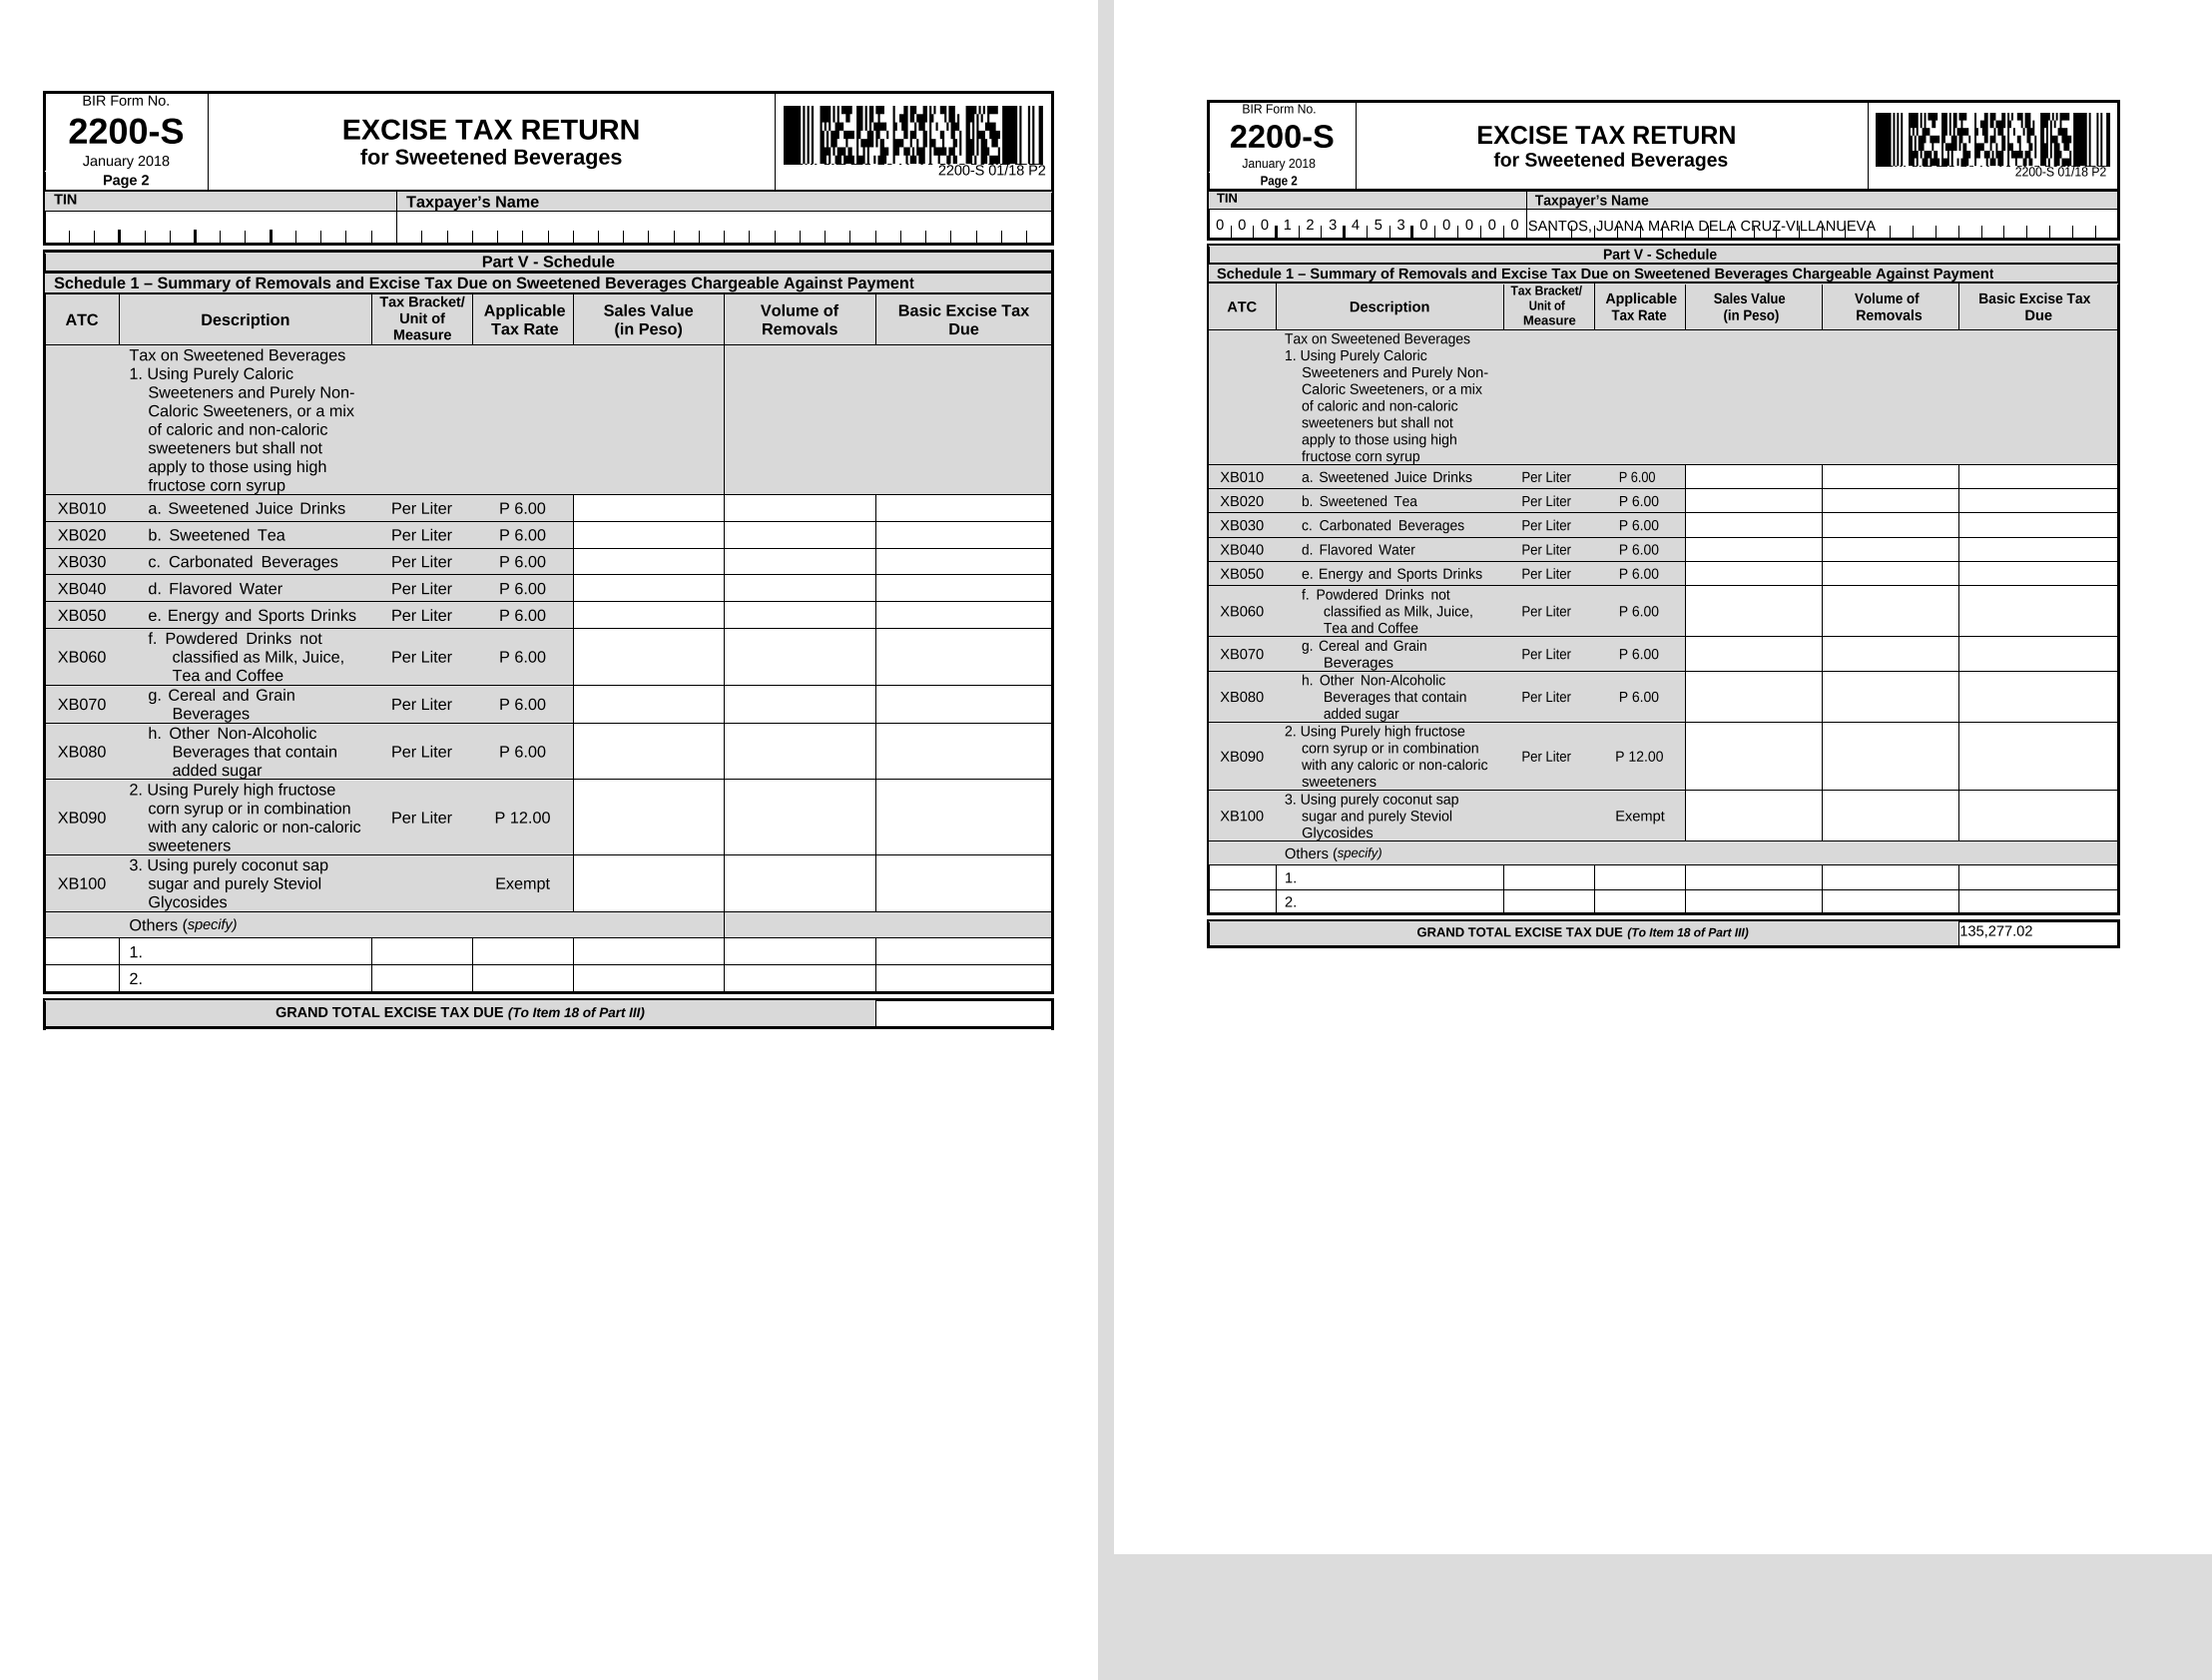 BIR Form No.
2200-S
January 2018
Page 2
EXCISE TAX RETURN
for Sweetened Beverages
2200-S 01/18 P2
TIN
Taxpayer’s Name
Part V - Schedule
Schedule 1 – Summary of Removals and Excise Tax Due on Sweetened Beverages Chargeable Against Payment
ATC Description Tax Bracket/ Unit of Measure Applicable Tax Rate Sales Value (in Peso) Volume of Removals Basic Excise Tax Due
Tax on Sweetened Beverages
1. Using Purely Caloric
Sweeteners and Purely Non-
Caloric Sweeteners, or a mix
of caloric and non-caloric
sweeteners but shall not
apply to those using high
fructose corn syrup
XB010 a. Sweetened Juice Drinks Per Liter P 6.00
XB020 b. Sweetened Tea Per Liter P 6.00
XB030 c. Carbonated Beverages Per Liter P 6.00
XB040 d. Flavored Water Per Liter P 6.00
XB050 e. Energy and Sports Drinks Per Liter P 6.00
f. Powdered Drinks not
XB060 classified as Milk, Juice, Per Liter P 6.00
Tea and Coffee
XB070 g. Cereal and Grain Per Liter P 6.00
Beverages
h. Other Non-Alcoholic
XB080 Beverages that contain Per Liter P 6.00
added sugar
2. Using Purely high fructose
corn syrup or in combination
XB090 with any caloric or non-caloric Per Liter P 12.00
sweeteners
3. Using purely coconut sap
XB100 sugar and purely Steviol Exempt
Glycosides
Others (specify)
1.
2.
GRAND TOTAL EXCISE TAX DUE (To Item 18 of Part III)
BIR Form No.
2200-S
January 2018
Page 2
EXCISE TAX RETURN
for Sweetened Beverages
2200-S 01/18 P2
TIN
Taxpayer’s Name
0 0 0 1 2 3 4 5 3 0 0 0 0 0 SANTOS, JUANA MARIA DELA CRUZ-VILLANUEVA
Part V - Schedule
Schedule 1 – Summary of Removals and Excise Tax Due on Sweetened Beverages Chargeable Against Payment
ATC Description Tax Bracket/ Unit of Measure Applicable Tax Rate Sales Value (in Peso) Volume of Removals Basic Excise Tax Due
Tax on Sweetened Beverages
1. Using Purely Caloric
Sweeteners and Purely Non-
Caloric Sweeteners, or a mix
of caloric and non-caloric
sweeteners but shall not
apply to those using high
fructose corn syrup
XB010 a. Sweetened Juice Drinks Per Liter P 6.00
XB020 b. Sweetened Tea Per Liter P 6.00
XB030 c. Carbonated Beverages Per Liter P 6.00
XB040 d. Flavored Water Per Liter P 6.00
XB050 e. Energy and Sports Drinks Per Liter P 6.00
f. Powdered Drinks not
XB060 classified as Milk, Juice, Per Liter P 6.00
Tea and Coffee
XB070 g. Cereal and Grain Per Liter P 6.00
Beverages
h. Other Non-Alcoholic
XB080 Beverages that contain Per Liter P 6.00
added sugar
2. Using Purely high fructose
corn syrup or in combination
XB090 with any caloric or non-caloric Per Liter P 12.00
sweeteners
3. Using purely coconut sap
XB100 sugar and purely Steviol Exempt
Glycosides
Others (specify)
1.
2.
GRAND TOTAL EXCISE TAX DUE (To Item 18 of Part III) 135,277.02